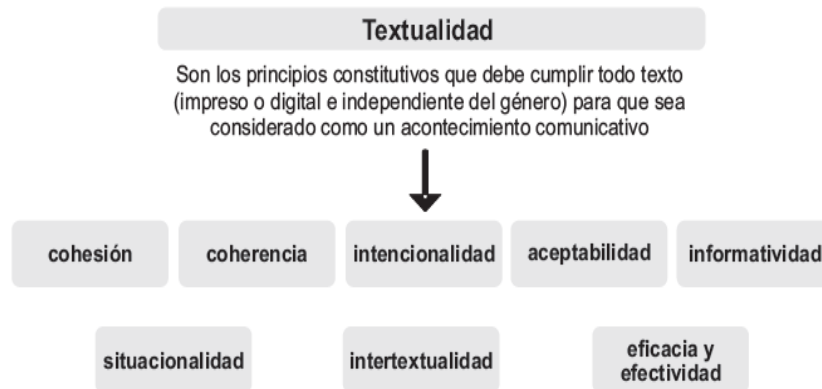 Textualidad
Son los principios constitutivos que debe cumplir todo texto
(impreso o digital e independiente del género) para que sea
considerado como un acontecimiento comunicativo
cohesión
coherencia
intencionalidad
aceptabilidad
informatividad
situacionalidad
intertextualidad
eficacia y
efectividad